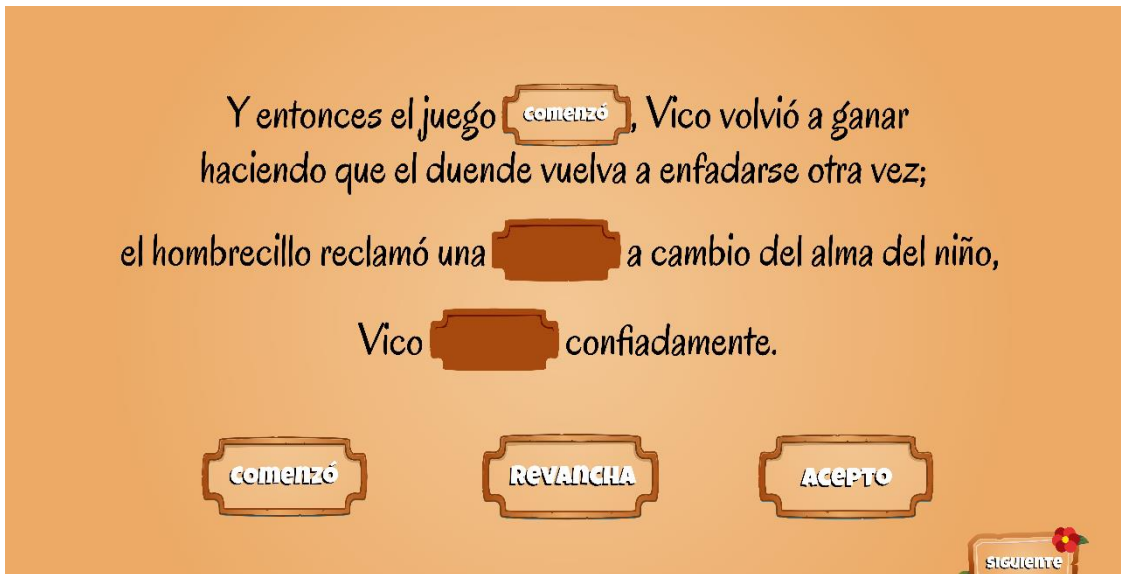 Y entonces el juego comenzó, Vico volvió a ganar
haciendo que el duende vuelva a enfadarse otra vez;
el hombrecillo reclamó una a cambio del alma del niño,
Vico confiadamente.
comenzó REVANCHA ACEPTO
SIGUIENTE